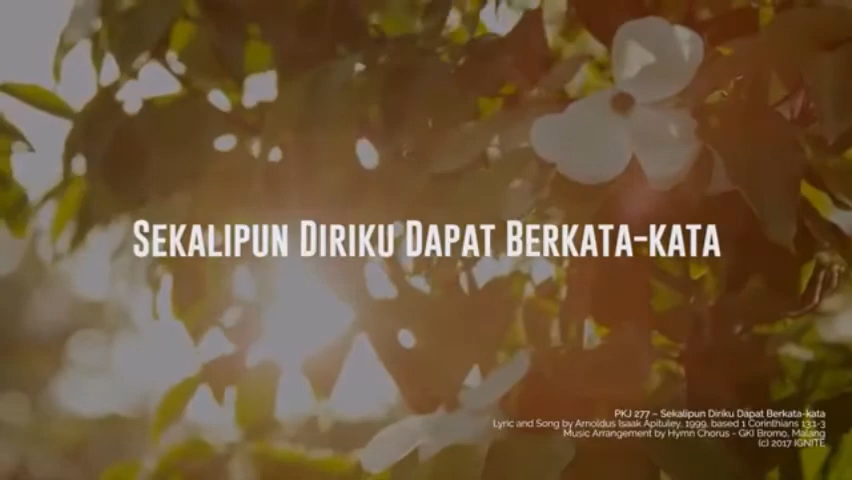 Sekalipun Diriku Dapat Berkata-kata
PKJ 277 – Sekalipun Diriku Dapat Berkata-kata
Lyric and Song by Arnoldus Isaak Apituley, 1999, based 1 Corinthians 13:1-3
Music Arrangement by Hymn Chorus - GKI Bromo, Malang
(c) 2017 IGNITE